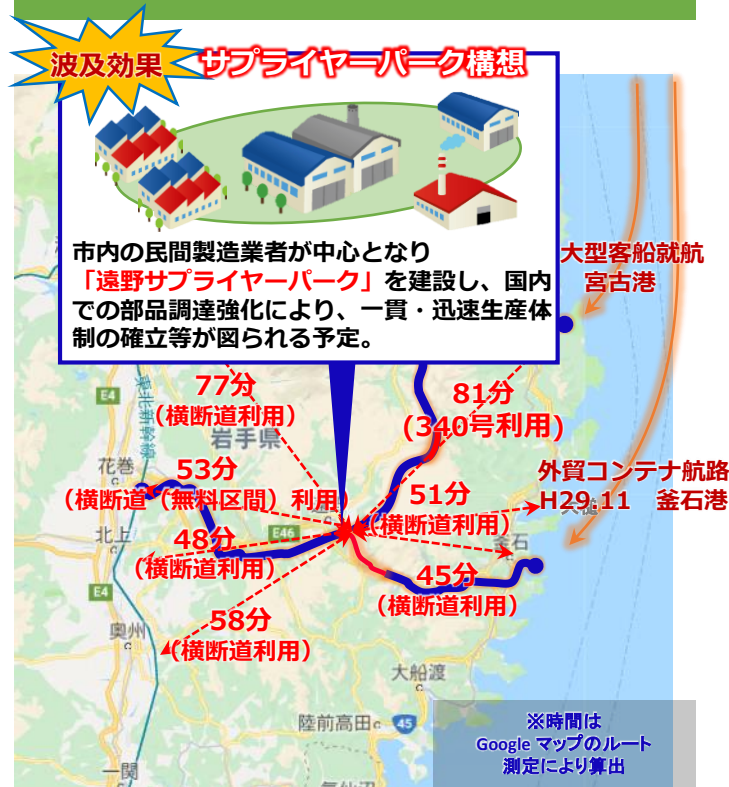 波及効果
サプライヤーパーク構想
市内の民間製造業者が中心となり
「遠野サプライヤーパーク」を建設し、国内
での部品調達強化により、一貫・迅速生産体
制の確立等が図られる予定。
大型客船就航
宮古港
77分
（横断道利用）
81分
(340号利用)
E4
東北新幹線
岩手県
花巻
53分
（横断道（無料区間）利用）
51分
（横断道利用）
外貿コンテナ航路
H29.11　釜石港
北上
48分
（横断道利用）
E46
釜石
45分
（横断道利用）
E4
58分
（横断道利用）
奥州
大船渡
陸前高田
45
一関
気仙沼
※時間は
Google マップのルート
測定により算出